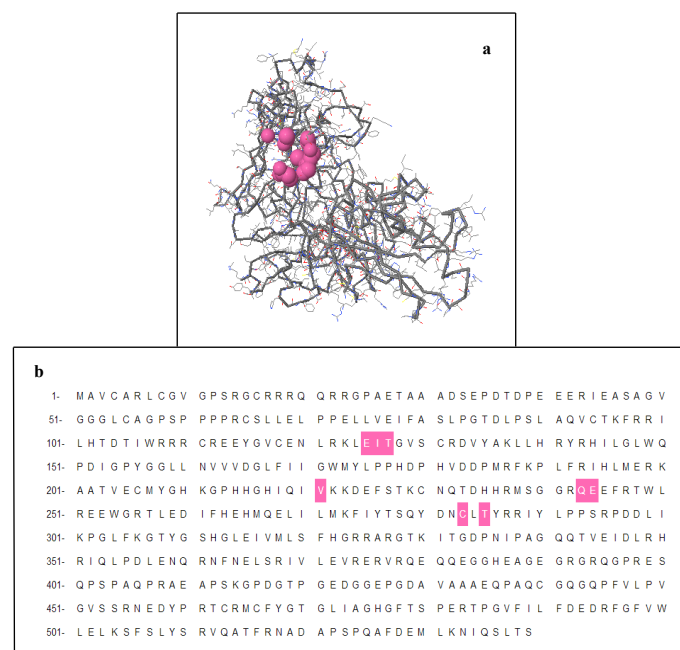 a
b
1- MAVCARLCGV GPSRGCRRRQ QRRGPAETAA ADSEPDTDPE EERIEASAGV
51- GGGLCAGPSP PPPRCSLLEL PPELLVEIFA SLPGTDLPSL AQVCTKFRRI
101- LHTDTIWRRR CREEYGVCEN LRKLEITGVS CRDVYAKLLH RYRHILGLWQ
151- PDIGPYGGLL NVVVDGLFII GWMYLPPHDP HVDDPMRFKP LFRIHLMERK
201- AATVECMYGH KGPHHGHIQI VKKDEFSTKC NQTDHHRMSG GRQEEFRTWL
251- REEWGRTLED IFHEHMQELI LMKFIYTSQY DNCLTYRRIY LPPSRPDDLI
301- KPGLFKGTYG SHGLEIVMLS FHGRRARGTK ITGDPNIPAG QQTVEIDLRH
351- RIQLPDLENQ RNFNELSRIV LEVRERVRQE QQEGGHEAGE GRGRQGPRES
401- QPSPAQPRAE APSKGPDGTP GEDGGEPGDA VAAAEQPAQC GQGQPFVLPV
451- GVSSRNEDYP RTCRMCFYGT GLIAGHGFTS PERTPGVFIL FDEDRFGFVW
501- LELKSFSLYS RVQATFRNAD APSPQAFDEM LKNIQSLTS